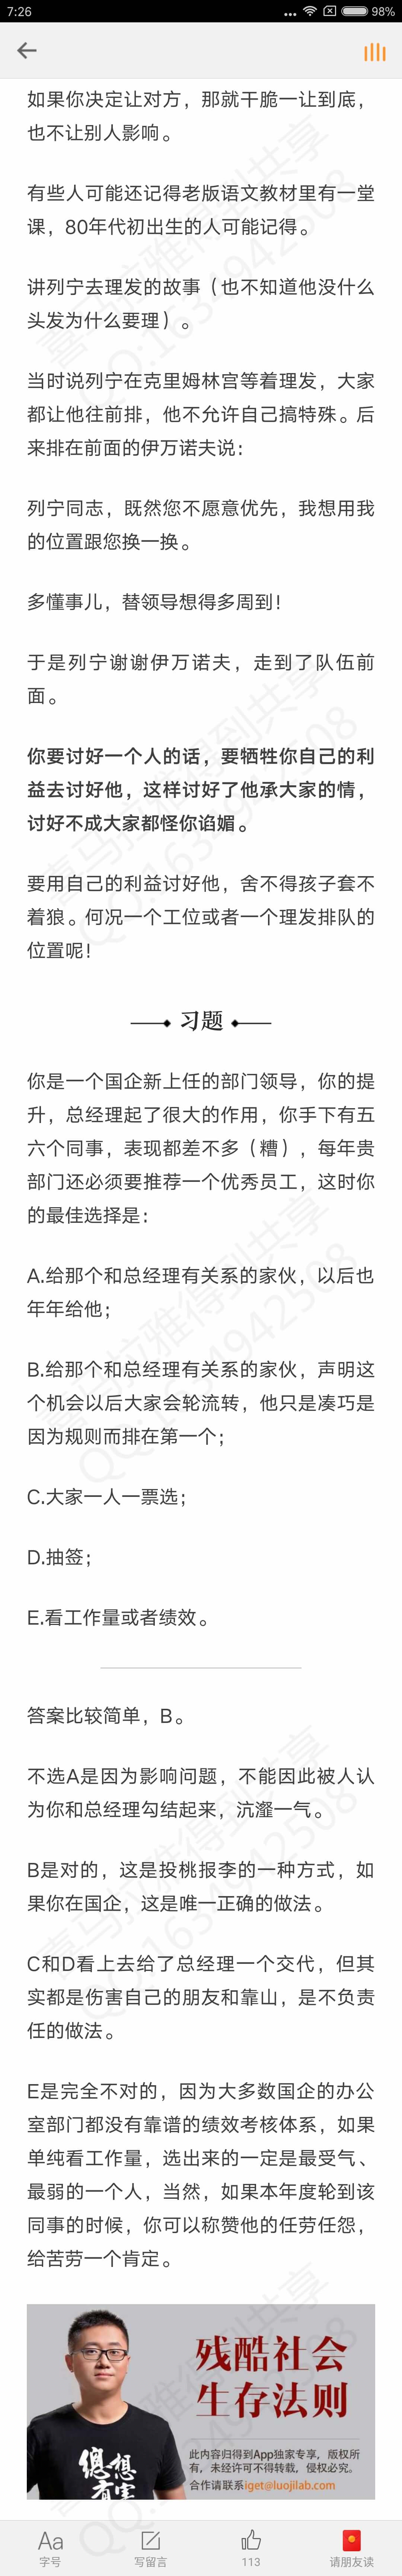 7:26
98%
如果你决定让对方，那就干脆一让到底，
也不让别人影响。
有些人可能还记得老版语文教材里有一堂
课，80年代初出生的人可能记得。
讲列宁去理发的故事（也不知道他没什么
头发为什么要理）。
当时说列宁在克里姆林宫等着理发，大家
都让他往前排，他不允许自己搞特殊。后
来排在前面的伊万诺夫说：
列宁同志，既然您不愿意优先，我想用我
的位置跟您换一换。
多懂事儿，替领导想得多周到！
于是列宁谢谢伊万诺夫，走到了队伍前
面。
你要讨好一个人的话，要牺牲你自己的利
益去讨好他，这样讨好了他承大家的情，
讨好不成大家都怪你谄媚。
要用自己的利益讨好他，舍不得孩子套不
着狼。何况一个工位或者一个理发排队的
位置呢！
习题
你是一个国企新上任的部门领导，你的提
升，总经理起了很大的作用，你手下有五
六个同事，表现都差不多（糟），每年贵
部门还必须要推荐一个优秀员工，这时你
的最佳选择是：
A.给那个和总经理有关系的家伙，以后也
年年给他；
B.给那个和总经理有关系的家伙，声明这
个机会以后大家会轮流转，他只是凑巧是
因为规则而排在第一个；
C.大家一人一票选；
D.抽签；
E.看工作量或者绩效。
答案比较简单，B。
不选A是因为影响问题，不能因此被人认
为你和总经理勾结起来，沆瀣一气。
B是对的，这是投桃报李的一种方式，如
果你在国企，这是唯一正确的做法。
C和D看上去给了总经理一个交代，但其
实都是伤害自己的朋友和靠山，是不负责
任的做法。
E是完全不对的，因为大多数国企的办公
室部门都没有靠谱的绩效考核体系，如果
单纯看工作量，选出来的一定是最受气、
最弱的一个人，当然，如果本年度轮到该
同事的时候，你可以称赞他的任劳任怨，
给苦劳一个肯定。
残酷社会
生存法则
此内容归得到App独家专享，版权所
有，未经许可不得转载，侵权必究。
合作请联系iget@luojilab.com
Aa
字号
写留言
113
请朋友读
喜马拉雅得到共享
QQ:1634942508